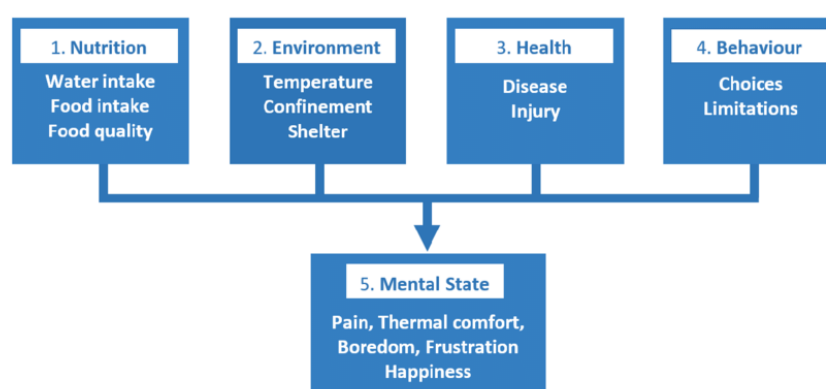 1. Nutrition
Water intake
Food intake
Food quality
2. Environment
Temperature
Confinement
Shelter
3. Health
Disease
Injury
4. Behaviour
Choices
Limitations
5. Mental State
Pain, Thermal comfort,
Boredom, Frustration
Happiness